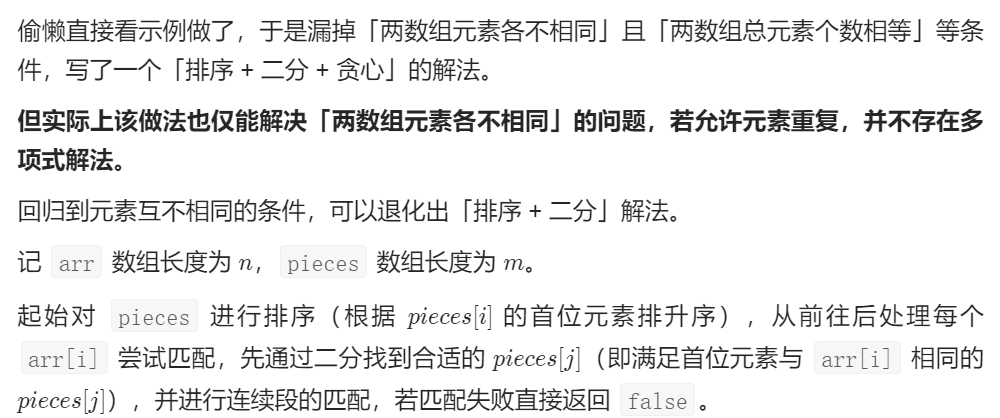 偷懒直接看示例做了，于是漏掉「两数组元素各不相同」且「两数组总元素个数相等」等条
件，写了一个「排序 + 二分 + 贪心」的解法。
但实际上该做法也仅能解决「两数组元素各不相同」的问题，若允许元素重复，并不存在多
项式解法。
回归到元素互不相同的条件，可以退化出「排序 + 二分」解法。
记 arr 数组长度为 n， pieces 数组长度为 m。
起始对 pieces 进行排序（根据 pieces[i] 的首位元素排升序），从前往后处理每个
arr[i] 尝试匹配，先通过二分找到合适的 pieces[j]（即满足首位元素与 arr[i] 相同的
pieces[j]），并进行连续段的匹配，若匹配失败直接返回 false 。